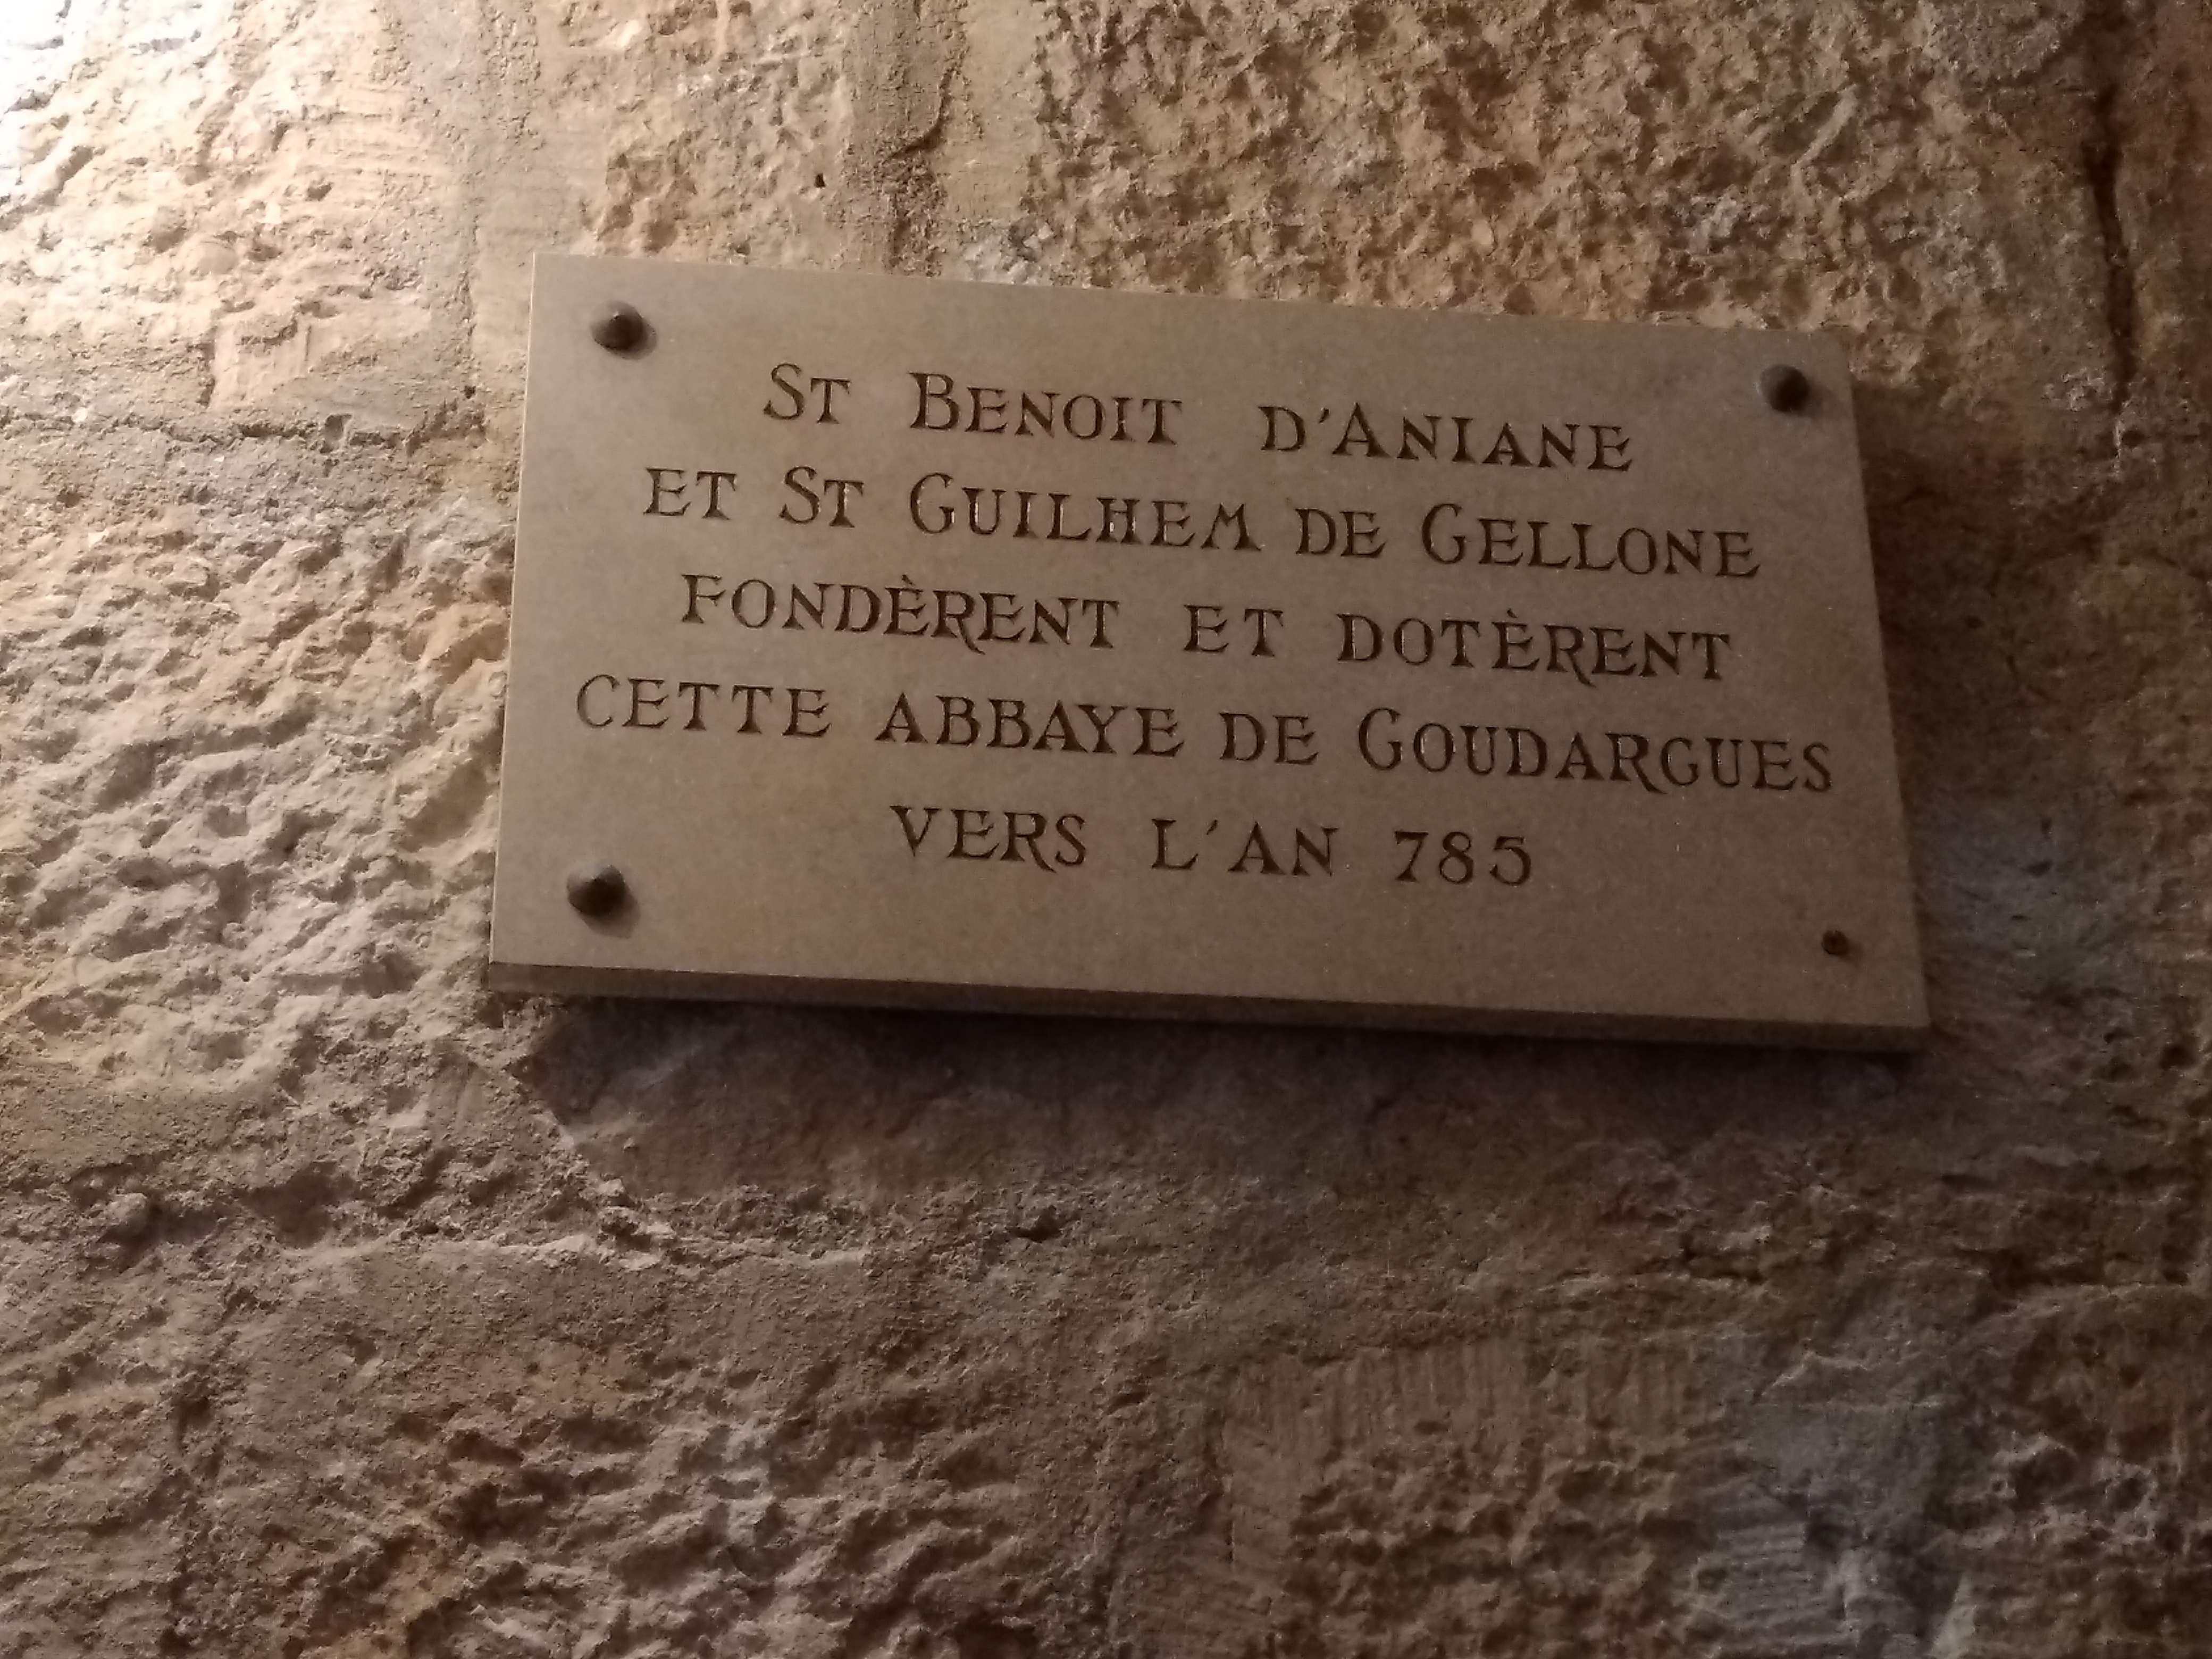 St Benoit d'Aniane
et St Guilhem de Gellone
Fondèrent et dotèrent
cette abbaye de Goudargues
vers l'an 785